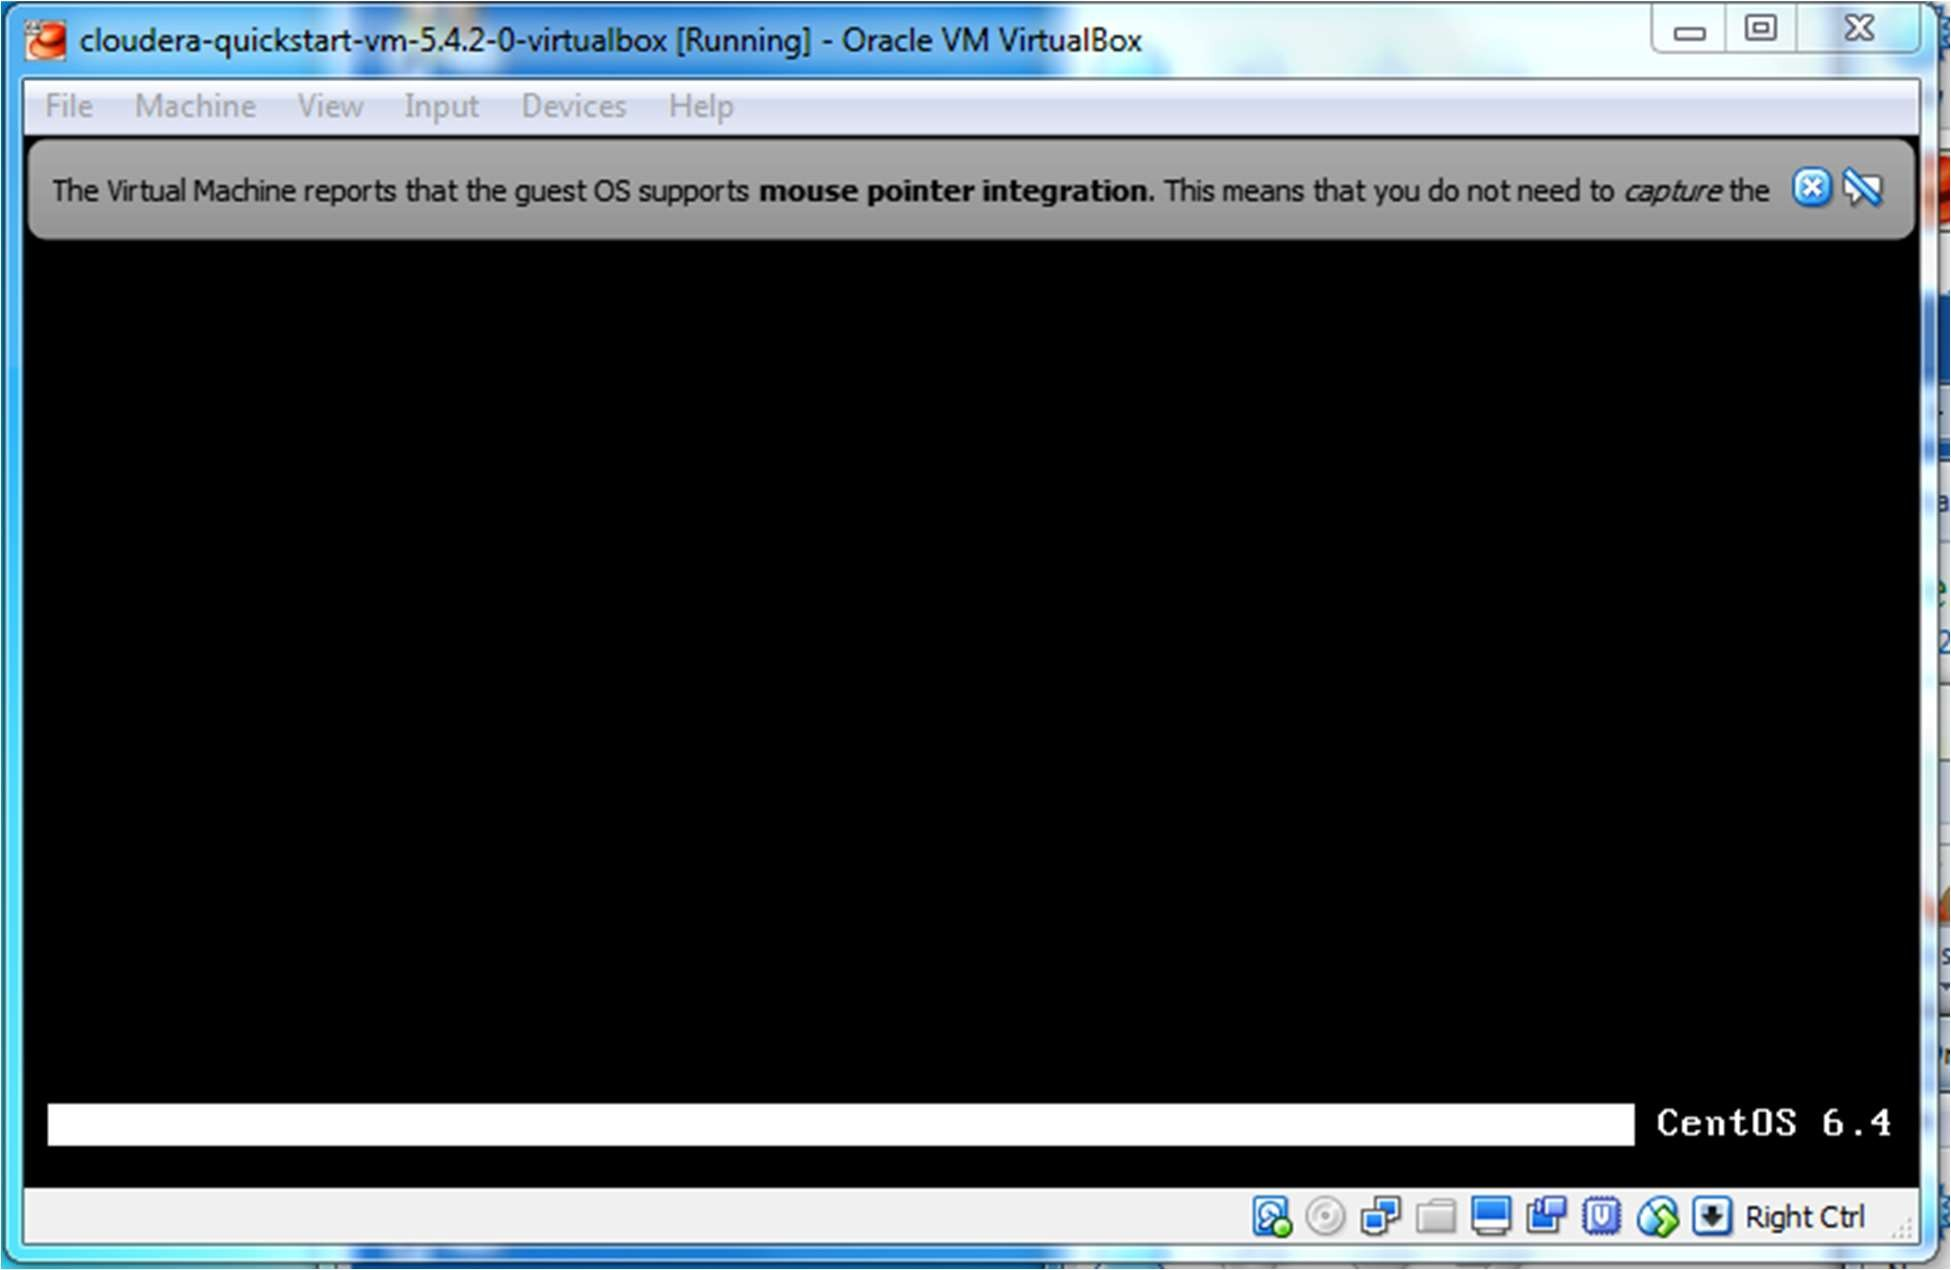 cloudera-quickstart-vm-5.4.2-0-virtualbox [Running] - Oracle VM VirtualBox
File Machine View Input Devices Help
The Virtual Machine reports that the guest OS supports mouse pointer integration. This means that you do not need to capture the
CentOS 6.4
Right Ctrl